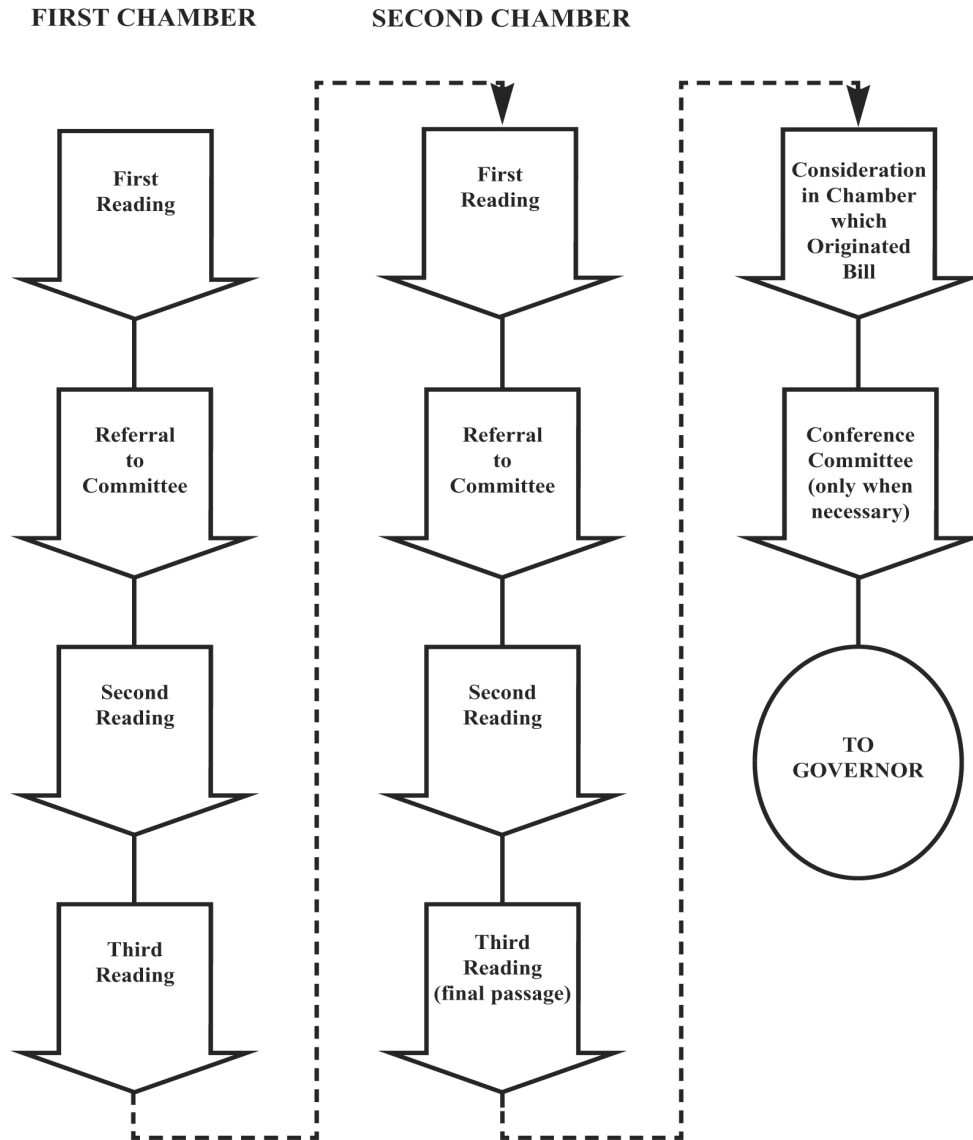 FIRST CHAMBER
First
Reading
Referral
to
Committee
Second
Reading
Third
Reading
SECOND CHAMBER
First
Reading
Referral
to
Committee
Second
Reading
Third
Reading
(final passage)
Consideration
in Chamber
which
Originated
Bill
Conference
Committee
(only when
necessary)
TO
GOVERNOR